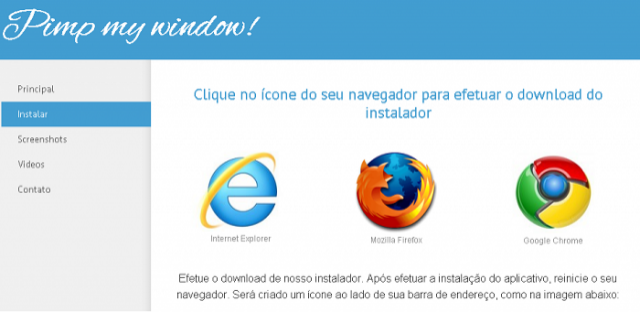 Pimp my window!
Principal
Instalar
Screenshots
Videos
Contato
Clique no ícone do seu navegador para efetuar o download do
instalador
Internet Explorer
Mozilla Firefox
Google Chrome
Efetue o download de nosso instalador. Após efetuar a instalação do aplicativo, reinicie o seu
navegador. Será criado um ícone ao lado de sua barra de endereço, como na imagem abaixo: